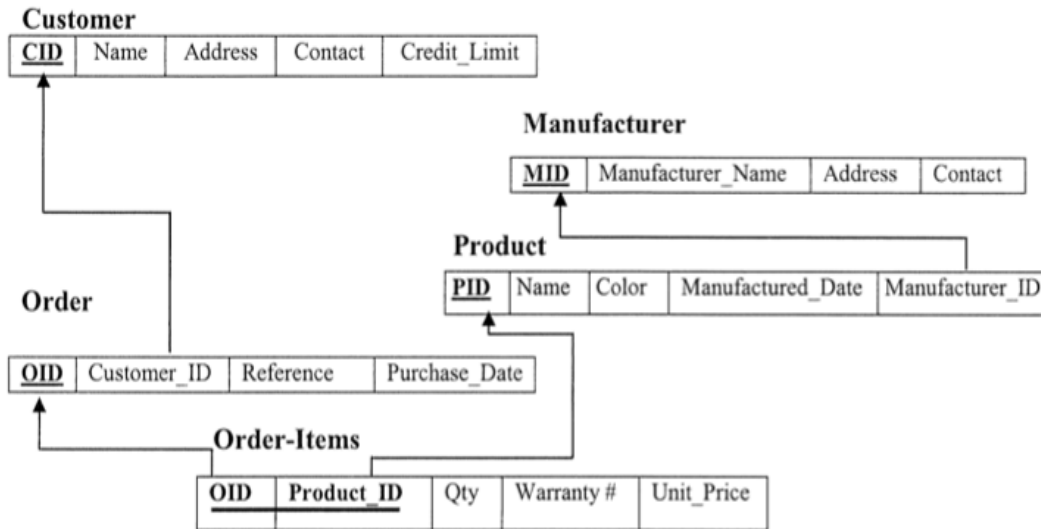 Customer
CID Name Address Contact Credit_Limit
Manufacturer
MID Manufacturer_Name Address Contact
Product
PID Name Color Manufactured_Date Manufacturer_ID
Order
OID Customer_ID Reference Purchase_Date
Order-Items
OID Product_ID Qty Warranty # Unit_Price